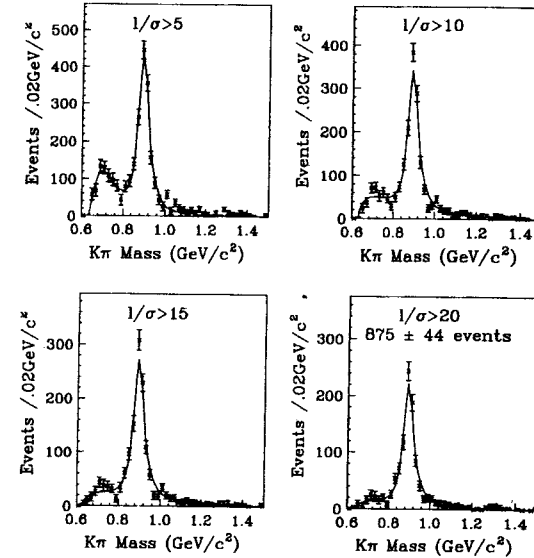 l/σ>5
500
400
300
200
100
0
Events /.02GeV/c²
0.6 0.8 1.0 1.2 1.4
Kπ Mass (GeV/c²)
l/σ>10
400
300
200
100
0
Events /.02GeV/c²
0.6 0.8 1.0 1.2 1.4
Kπ Mass (GeV/c²)
l/σ>15
300
200
100
0
Events /.02GeV/c²
0.6 0.8 1.0 1.2 1.4
Kπ Mass (GeV/c²)
l/σ>20
875 ± 44 events
300
200
100
0
Events /.02GeV/c²
0.6 0.8 1.0 1.2 1.4
Kπ Mass (GeV/c²)